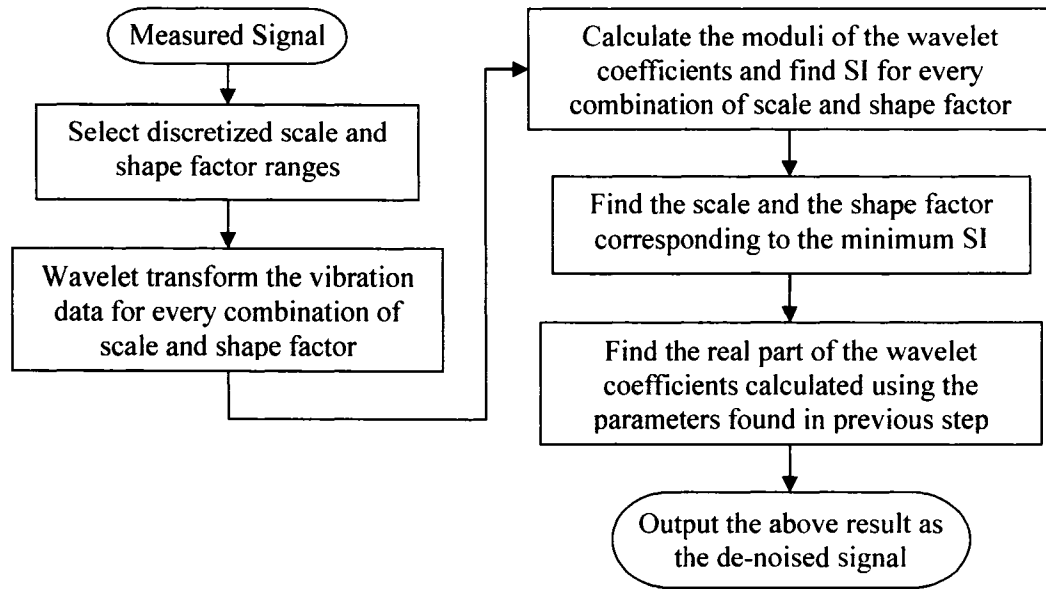 Measured Signal
Select discretized scale and
shape factor ranges
Wavelet transform the vibration
data for every combination of
scale and shape factor
Calculate the moduli of the wavelet
coefficients and find SI for every
combination of scale and shape factor
Find the scale and the shape factor
corresponding to the minimum SI.
Find the real part of the wavelet
coefficients calculated using the
parameters found in previous step
Output the above result as
the de-noised signal